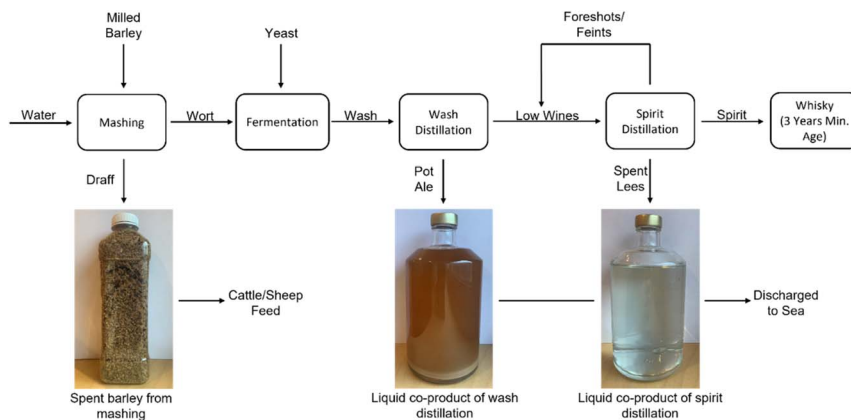 Milled
Barley
Yeast
Foreshots/
Feints
Water
Mashing
Wort
Fermentation
Wash
Wash
Distillation
Low Wines
Spirit
Distillation
Spirit
Whisky
(3 Years Min.
Age)
Draff
Pot
Ale
Spent
Lees
Cattle/Sheep
Feed
Discharged
to Sea
Spent barley from
mashing
Liquid co-product of wash
distillation
Liquid co-product of spirit
distillation